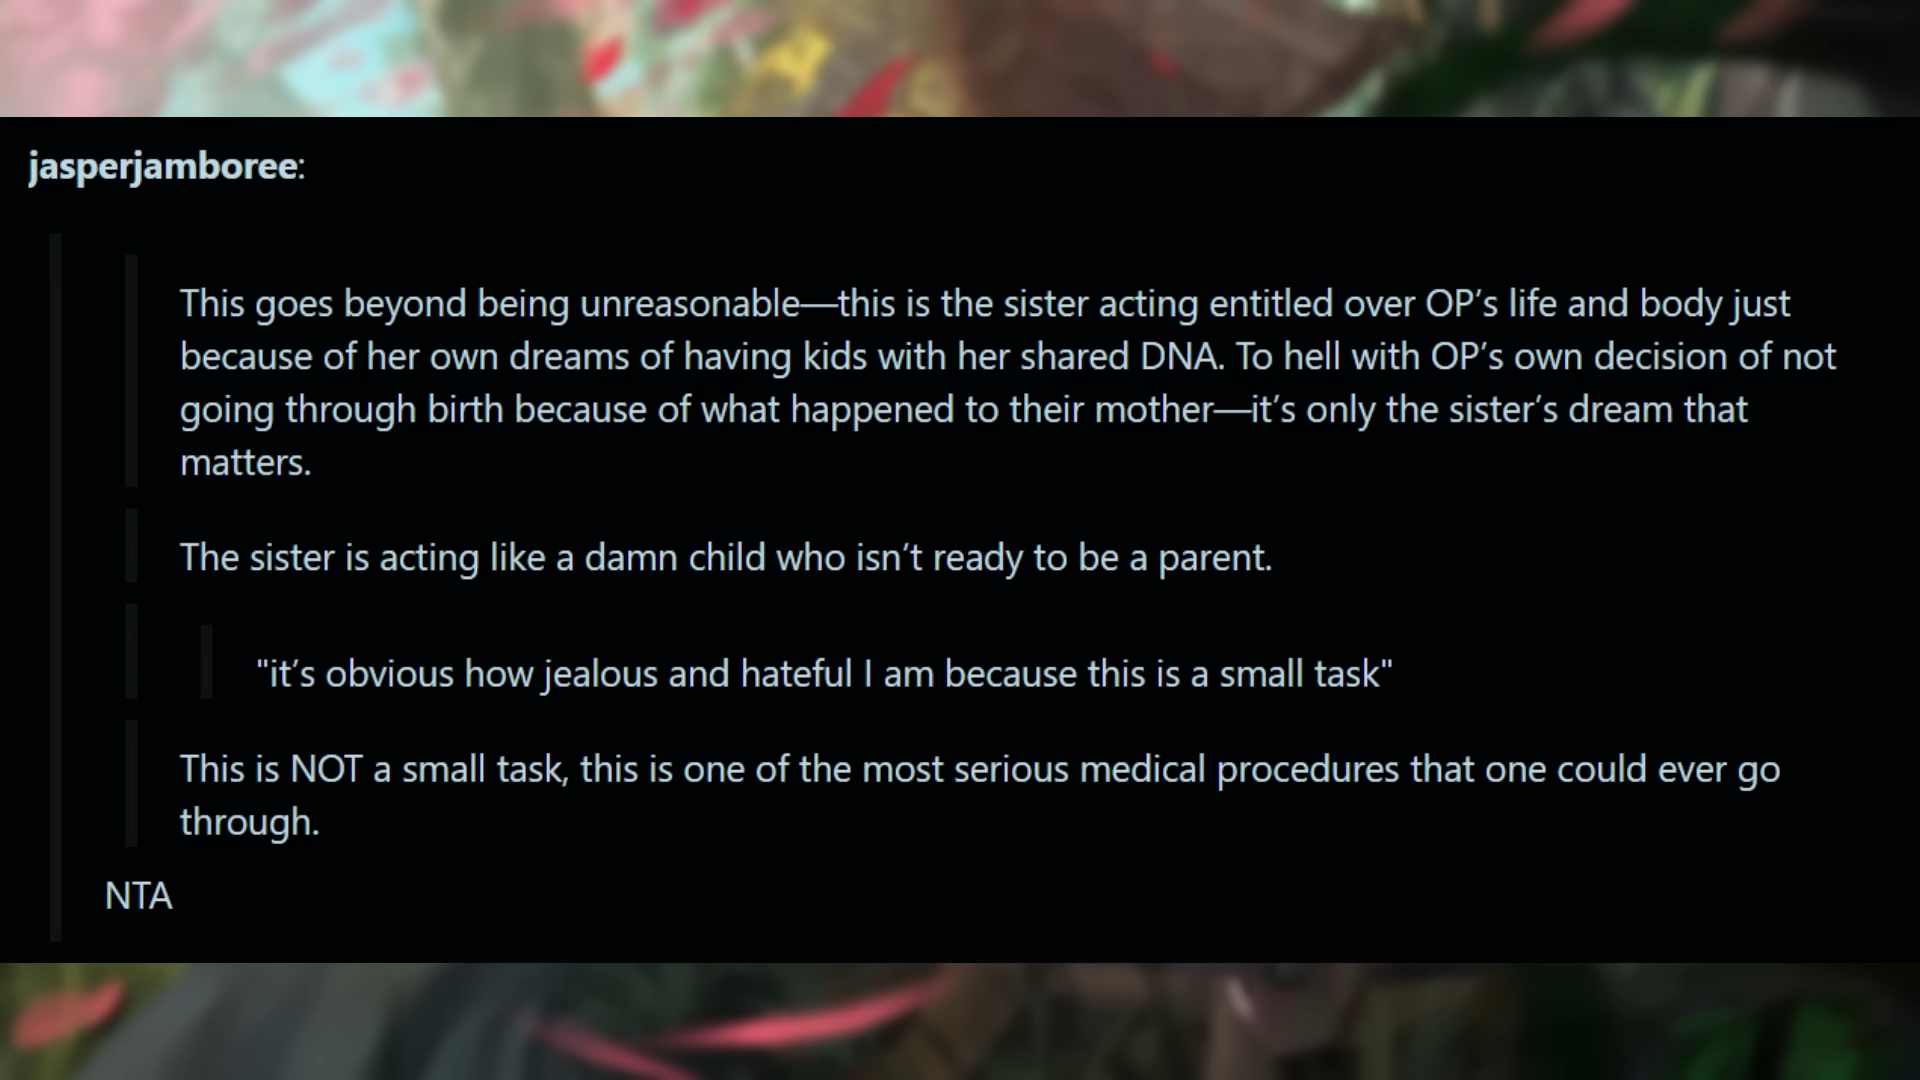 jasperjamboree:
This goes beyond being unreasonable—this is the sister acting entitled over OP’s life and body just
because of her own dreams of having kids with her shared DNA. To hell with OP’s own decision of not
going through birth because of what happened to their mother—it’s only the sister’s dream that
matters.
The sister is acting like a damn child who isn’t ready to be a parent.
"it’s obvious how jealous and hateful I am because this is a small task"
This is NOT a small task, this is one of the most serious medical procedures that one could ever go
through.
NTA